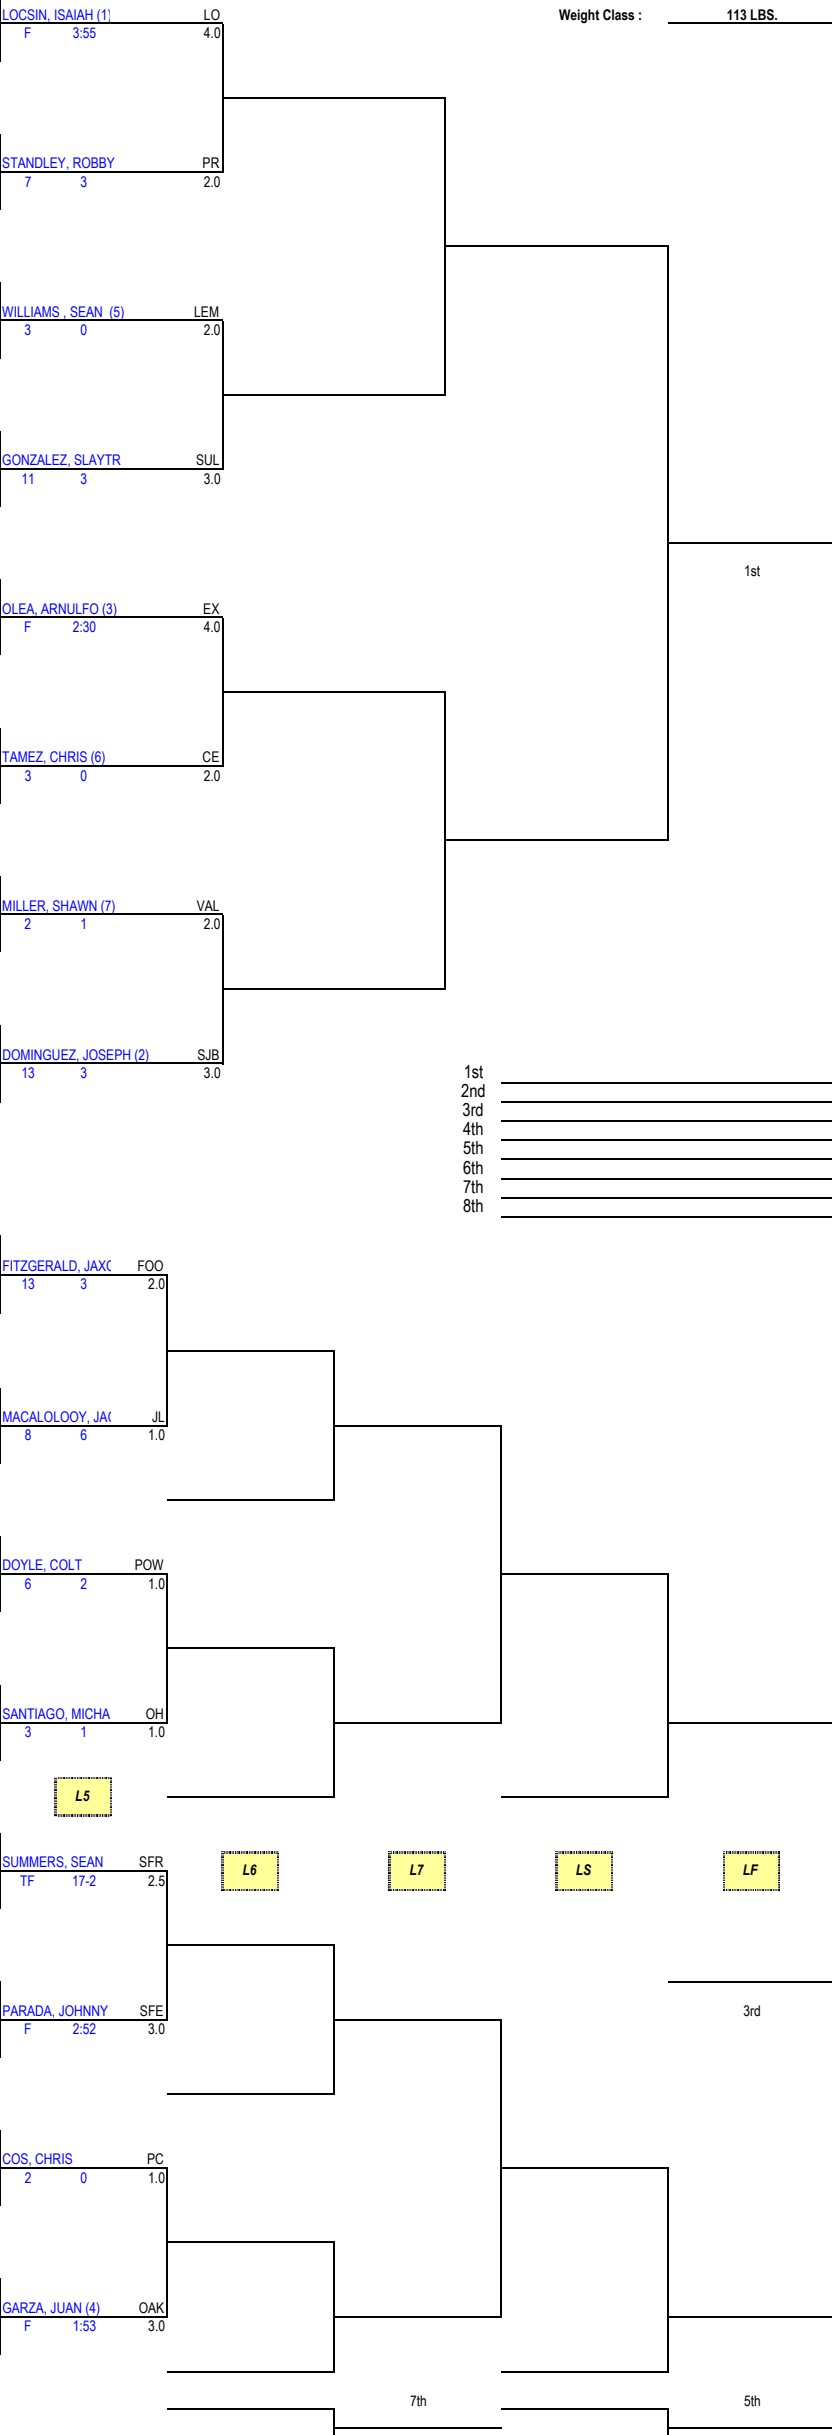 LOCSIN, ISAIAH (1) LO Weight Class : 113 LBS.
F 3:55 4.0
STANDLEY, ROBBY PR
7 3 2.0
WILLIAMS , SEAN (5) LEM
3 0 2.0
GONZALEZ, SLAYTR SUL
11 3 3.0
1st
OLEA, ARNULFO (3) EX
F 2:30 4.0
TAMEZ, CHRIS (6) CE
3 0 2.0
MILLER, SHAWN (7) VAL
2 1 2.0
DOMINGUEZ, JOSEPH (2) SJB
13 3 3.0
1st
2nd
3rd
4th
5th
6th
7th
8th
FITZGERALD, JAXO FOO
13 3 2.0
MACALOLOOY, JAC JL
8 6 1.0
DOYLE, COLT POW
6 2 1.0
SANTIAGO, MICHA OH
3 1 1.0
L5
SUMMERS, SEAN SFR
TF 17-2 2.5
L6 L7 LS LF
PARADA, JOHNNY SFE
F 2:52 3.0
3rd
COS, CHRIS PC
2 0 1.0
GARZA, JUAN (4) OAK
F 1:53 3.0
7th 5th